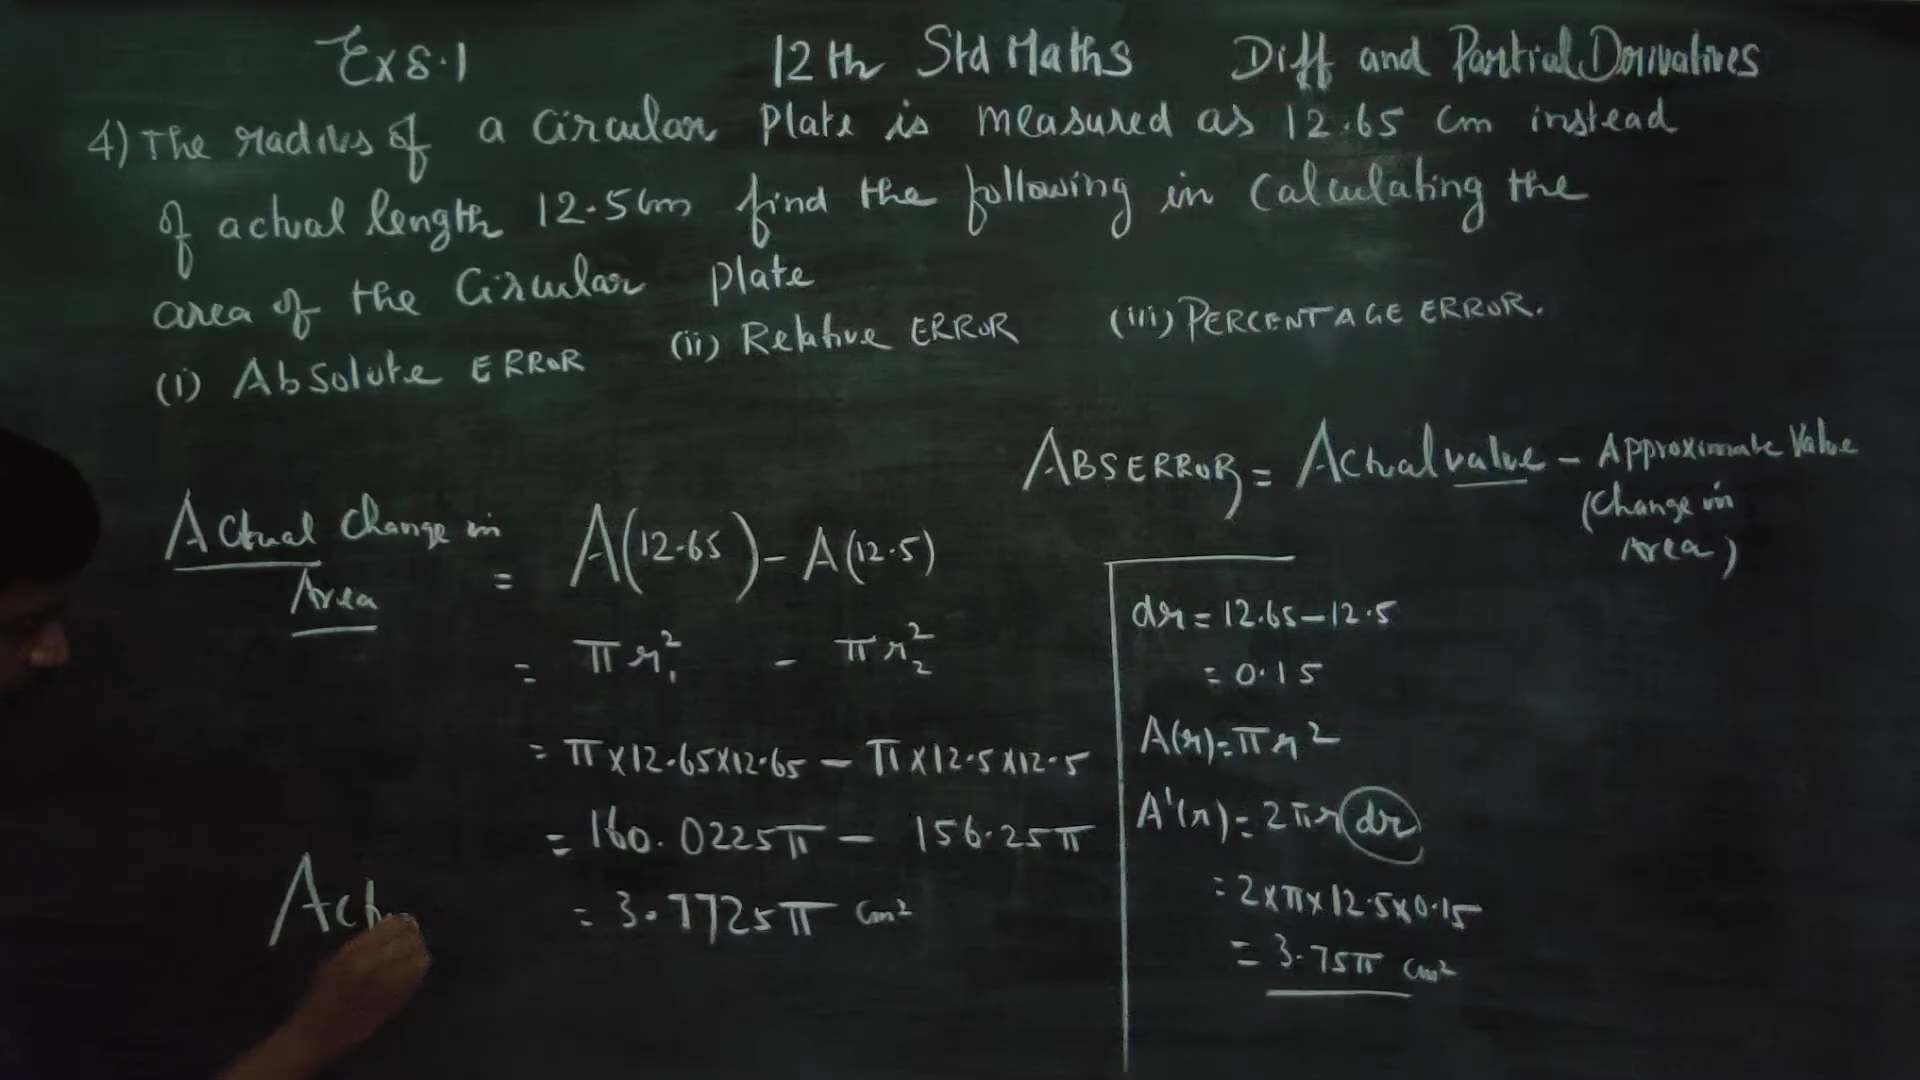 Ex 8.1 12th Std Maths Diff and Partial Derivatives
4) The radius of a Circular Plate is measured as 12.65 cm instead
of actual length 12.5cm find the following in Calculating the
area of the Circular plate
(i) Absolute ERROR (ii) Relative ERROR (iii) PERCENTAGE ERROR.
ABS ERROR = Actual value - Approximate Value
(Change in
Area)
Actual Change in
Area
= A(12.65) - A(12.5)
= πr₁² - πr₂²
= π×12.65×12.65 - π×12.5×12.5
= 160.0225π - 156.25π
= 3.7725π cm²
Act
dr = 12.65-12.5
= 0.15
A(r) = πr²
A'(r) = 2πr dr
= 2×π×12.5×0.15
= 3.75π cm²